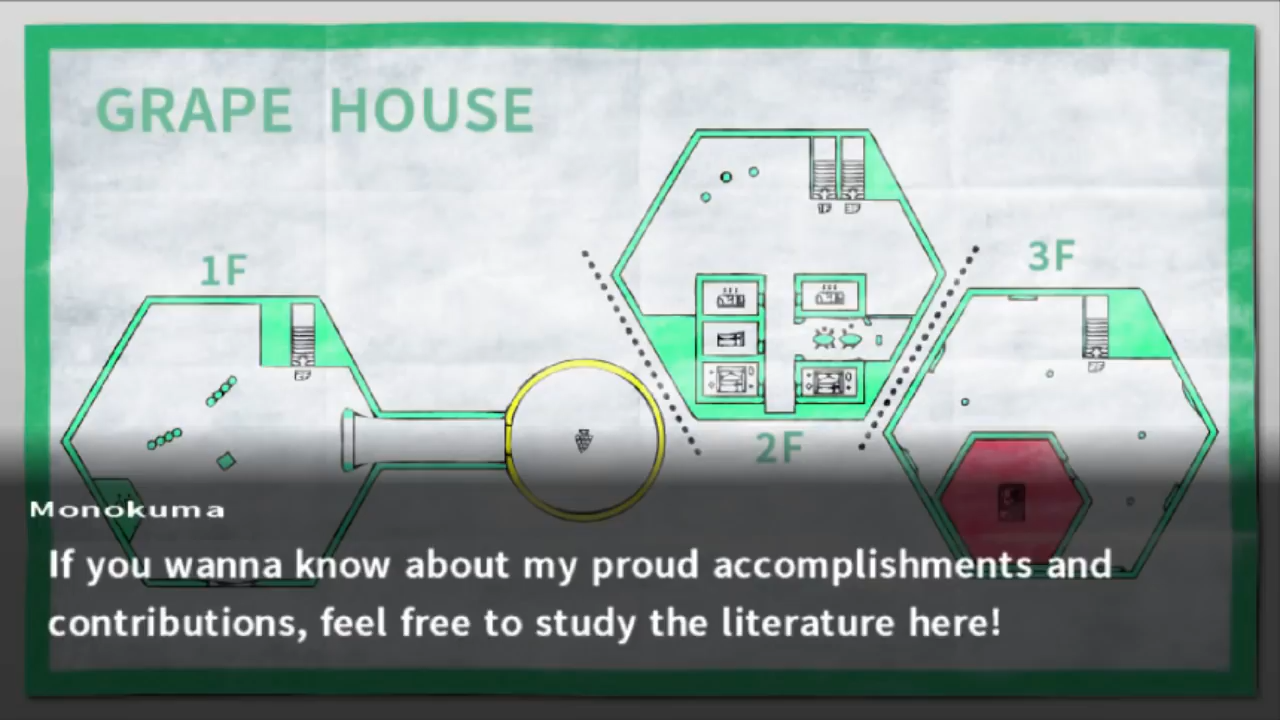 GRAPE HOUSE
1F
3F
2F
Monokuma
If you wanna know about my proud accomplishments and
contributions, feel free to study the literature here!